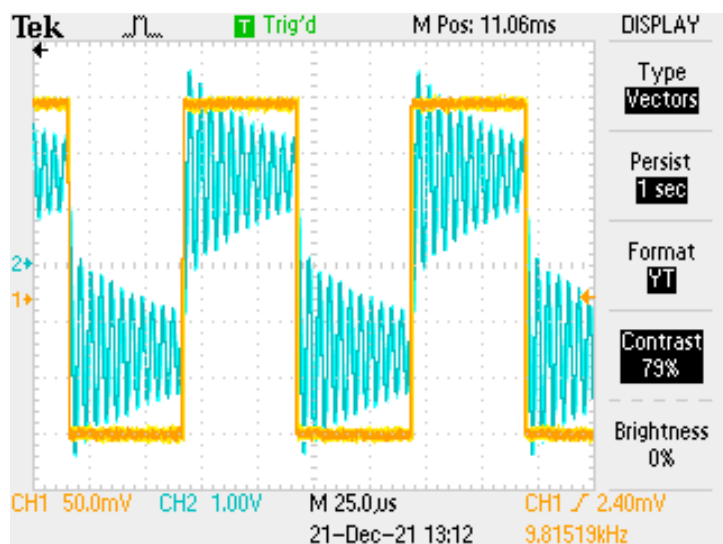 Tek T Trig'd M Pos: 11.06ms DISPLAY
Type
Vectors
Persist
1 sec
Format
YT
Contrast
79%
Brightness
0%
2
1
CH1 50.0mV CH2 1.00V M 25.0µs CH1 2.40mV
21-Dec-21 13:12 9.81519kHz